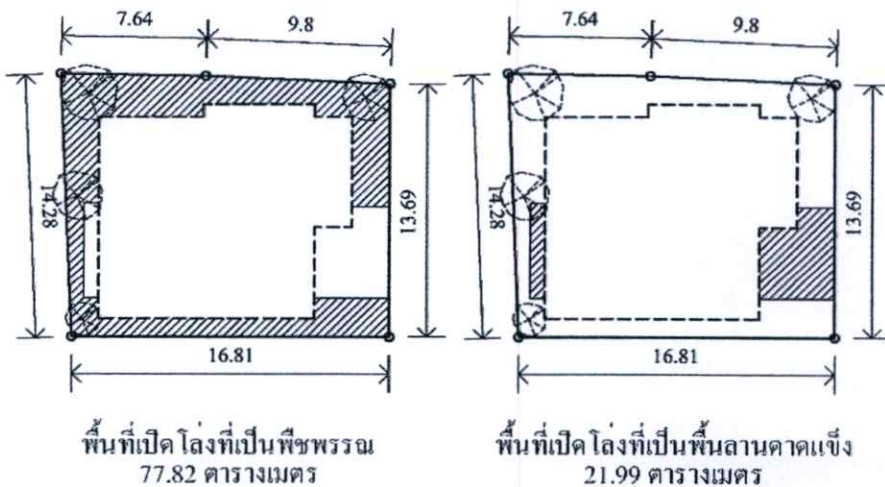 7.64 9.8
14.28
13.69
16.81
พื้นที่เปิดโล่งที่เป็นพืชพรรณ
77.82 ตารางเมตร
7.64 9.8
14.28
13.69
16.81
พื้นที่เปิดโล่งที่เป็นพื้นลานดาดแข็ง
21.99 ตารางเมตร